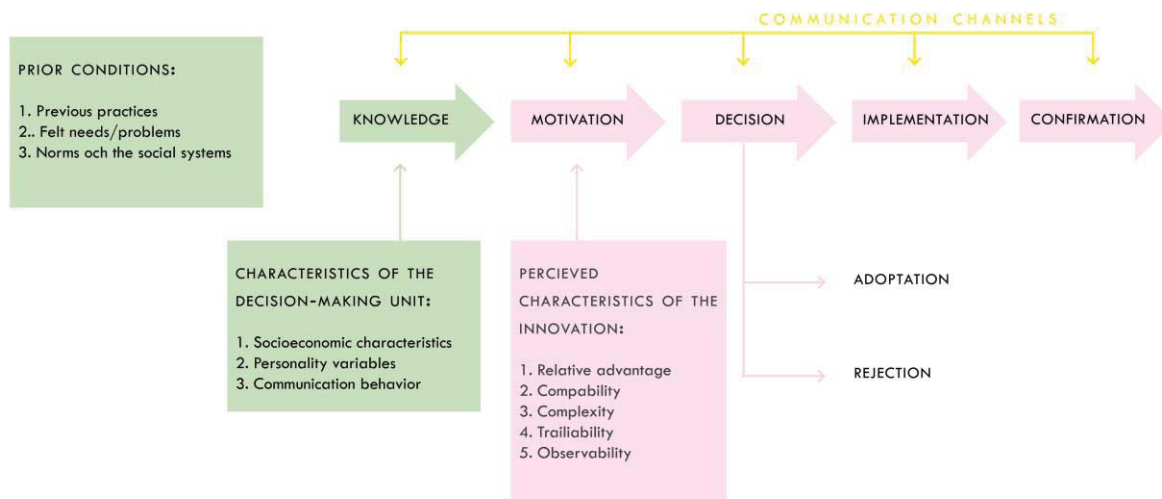 COMMUNICATION CHANNELS
PRIOR CONDITIONS:
1. Previous practices
2.. Felt needs/problems
3. Norms och the social systems
KNOWLEDGE
MOTIVATION
DECISION
IMPLEMENTATION
CONFIRMATION
CHARACTERISTICS OF THE
DECISION-MAKING UNIT:
1. Socioeconomic characteristics
2. Personality variables
3. Communication behavior
PERCIEVED
CHARACTERISTICS OF THE
INNOVATION:
1. Relative advantage
2. Compability
3. Complexity
4. Trailiability
5. Observability
ADOPTATION
REJECTION